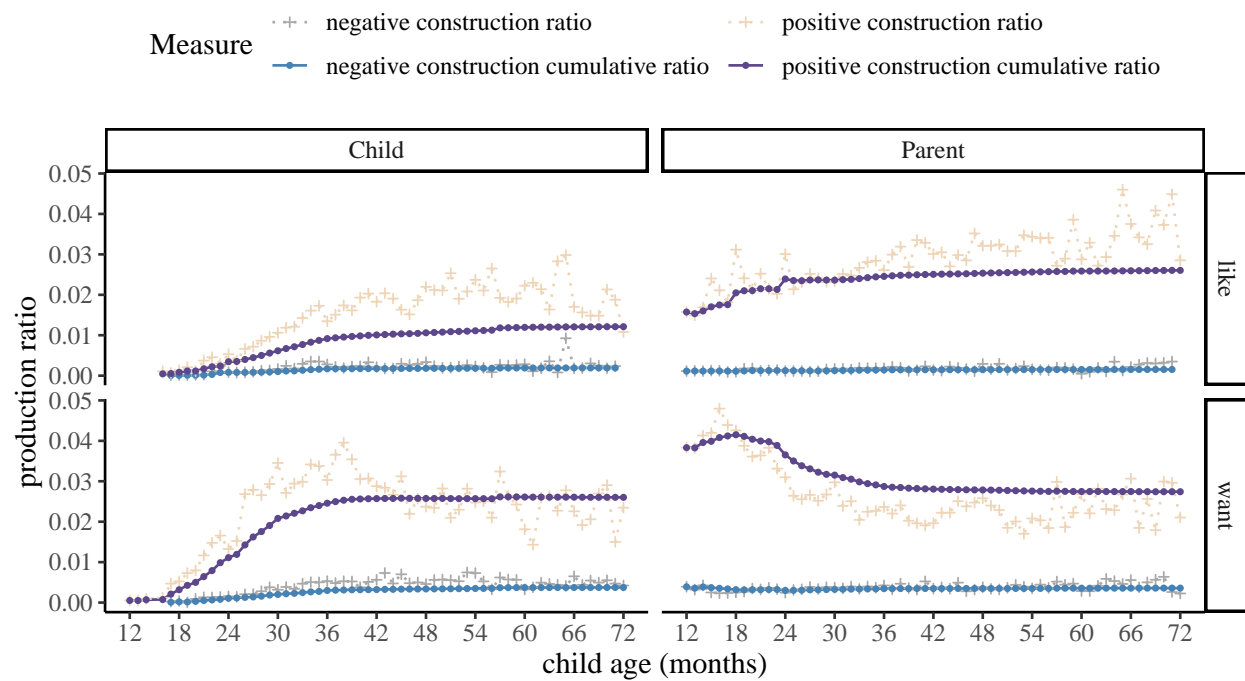 Measure
negative construction ratio
positive construction ratio
negative construction cumulative ratio
positive construction cumulative ratio
Child
Parent
production ratio
0.05
0.04
0.03
0.02
0.01
0.00
like
0.05
0.04
0.03
0.02
0.01
0.00
want
12 18 24 30 36 42 48 54 60 66 72
12 18 24 30 36 42 48 54 60 66 72
child age (months)